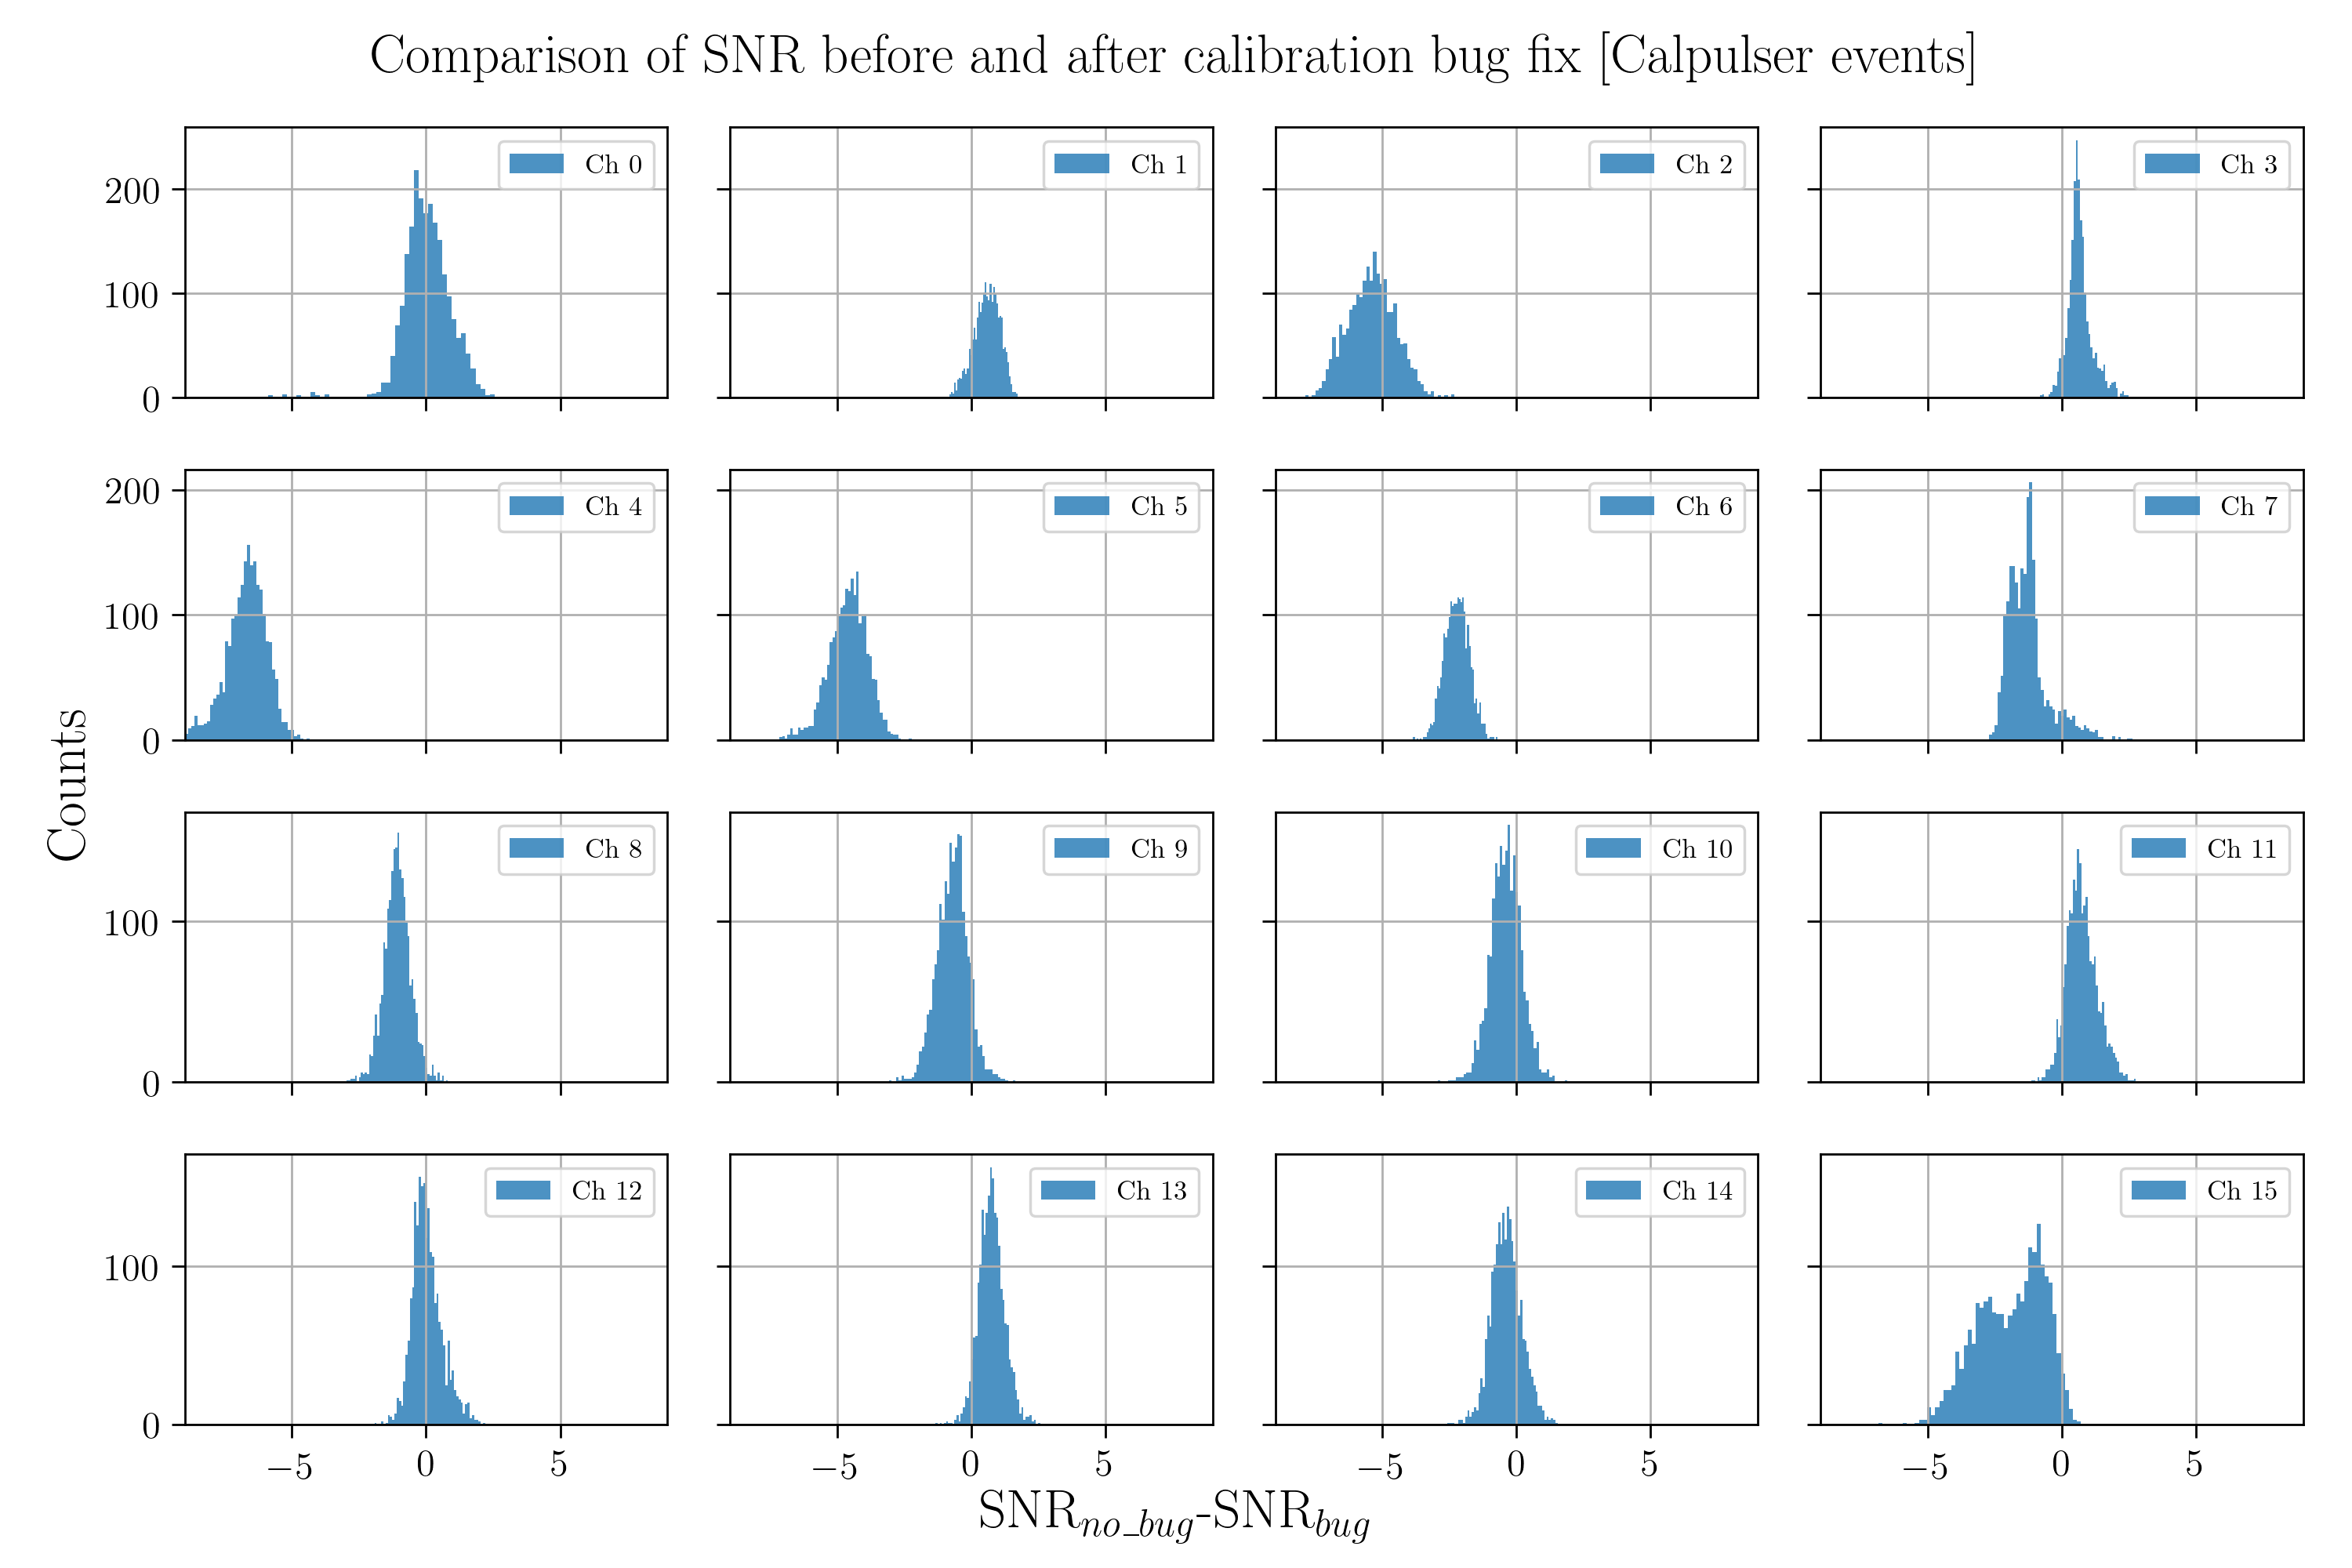 Comparison of SNR before and after calibration bug fix [Calpulser events]
Counts
200
100
0
Ch 0
Ch 1
Ch 2
Ch 3
200
100
0
Ch 4
Ch 5
Ch 6
Ch 7
100
0
Ch 8
Ch 9
Ch 10
Ch 11
100
0
Ch 12
Ch 13
Ch 14
Ch 15
−5 0 5
−5 0 5
−5 0 5
−5 0 5
SNRno_bug-SNRbug